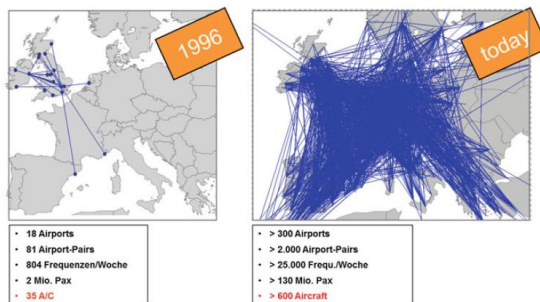 1996
today
• 18 Airports
• 81 Airport-Pairs
• 804 Frequenzen/Woche
• 2 Mio. Pax
• 35 A/C
• > 300 Airports
• > 2.000 Airport-Pairs
• > 25.000 Frequ./Woche
• > 130 Mio. Pax
• > 600 Aircraft